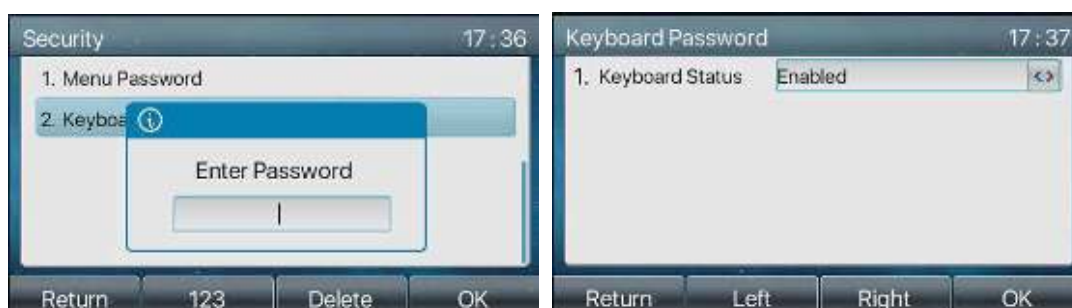 Security 17:36
1. Menu Password
2. Keyboa
Enter Password
Return 123 Delete OK
Keyboard Password 17:37
1. Keyboard Status Enabled <>
Return Left Right OK